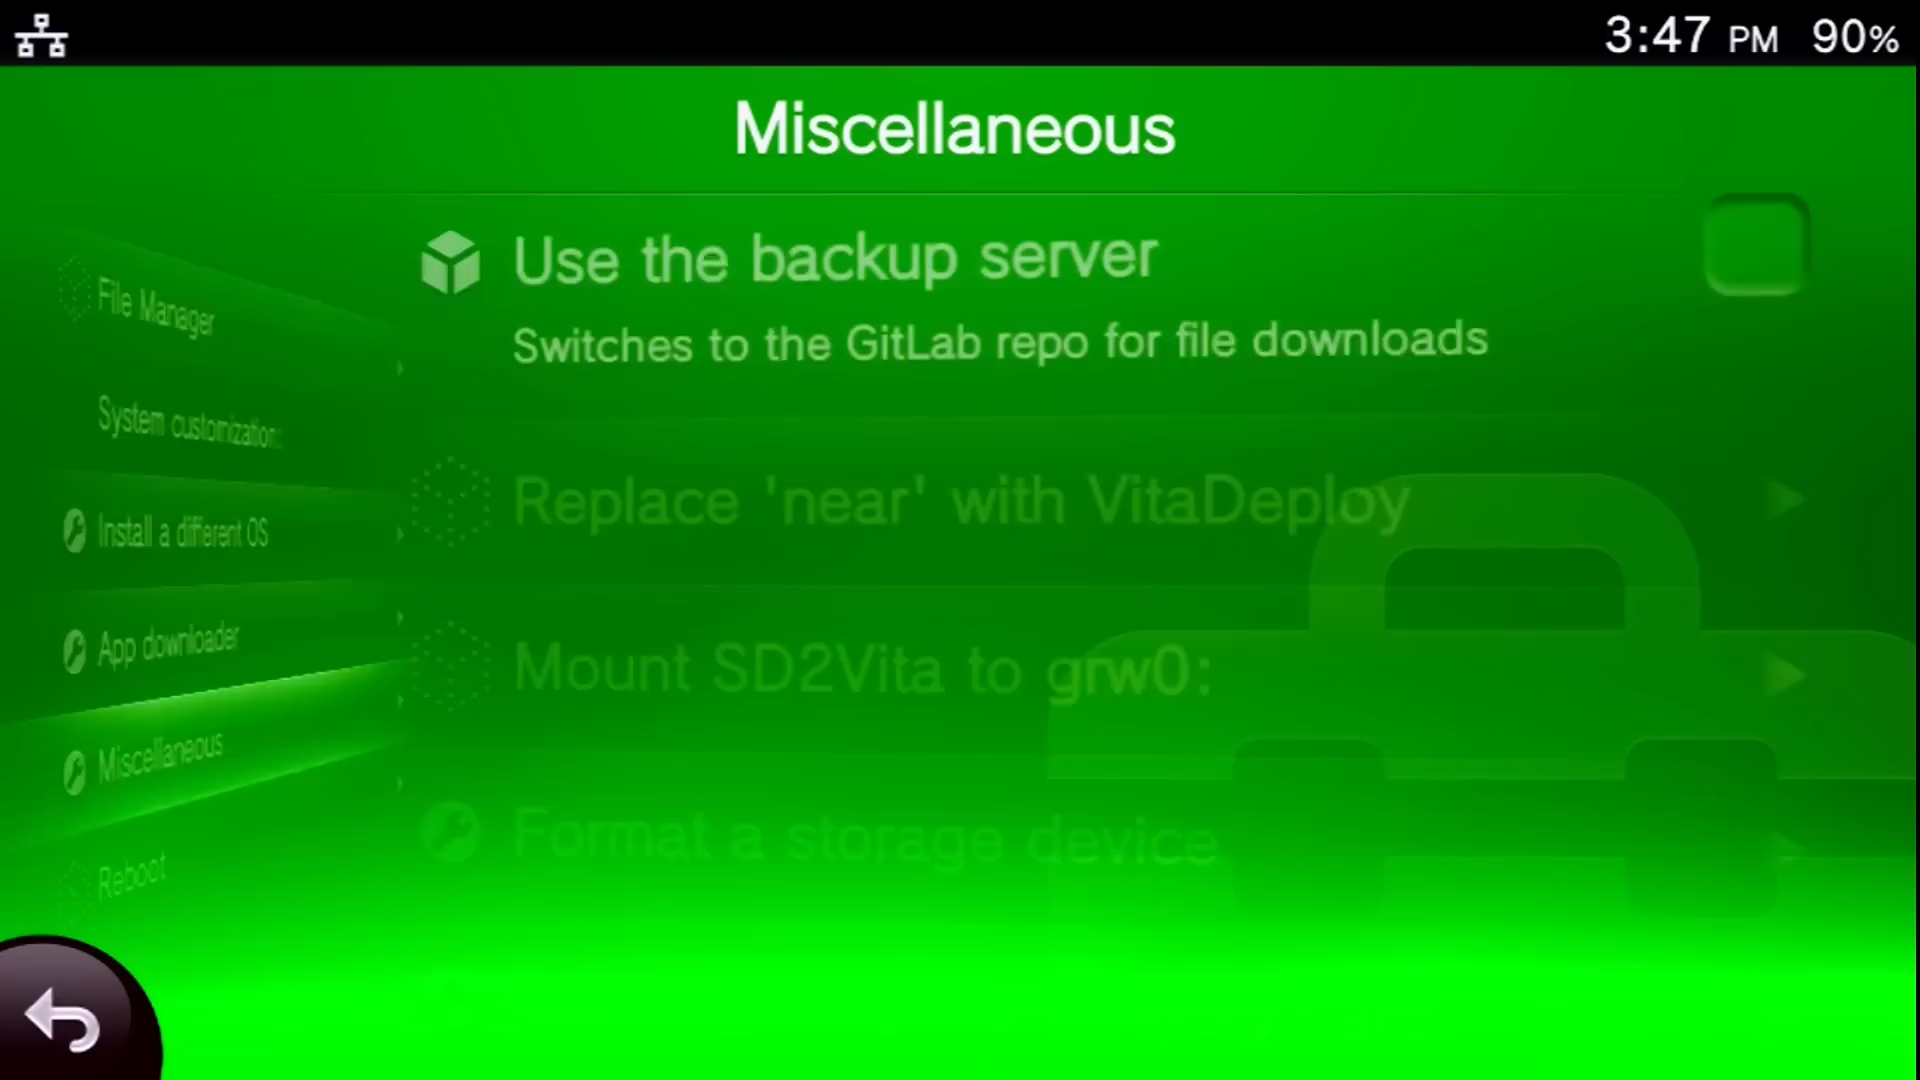 3:47 PM 90%
Miscellaneous
File Manager
System customization
Install a different OS
App downloader
Miscellaneous
Reboot
Use the backup server
Switches to the GitLab repo for file downloads
Replace 'near' with VitaDeploy
Mount SD2Vita to grw0:
Format a storage device